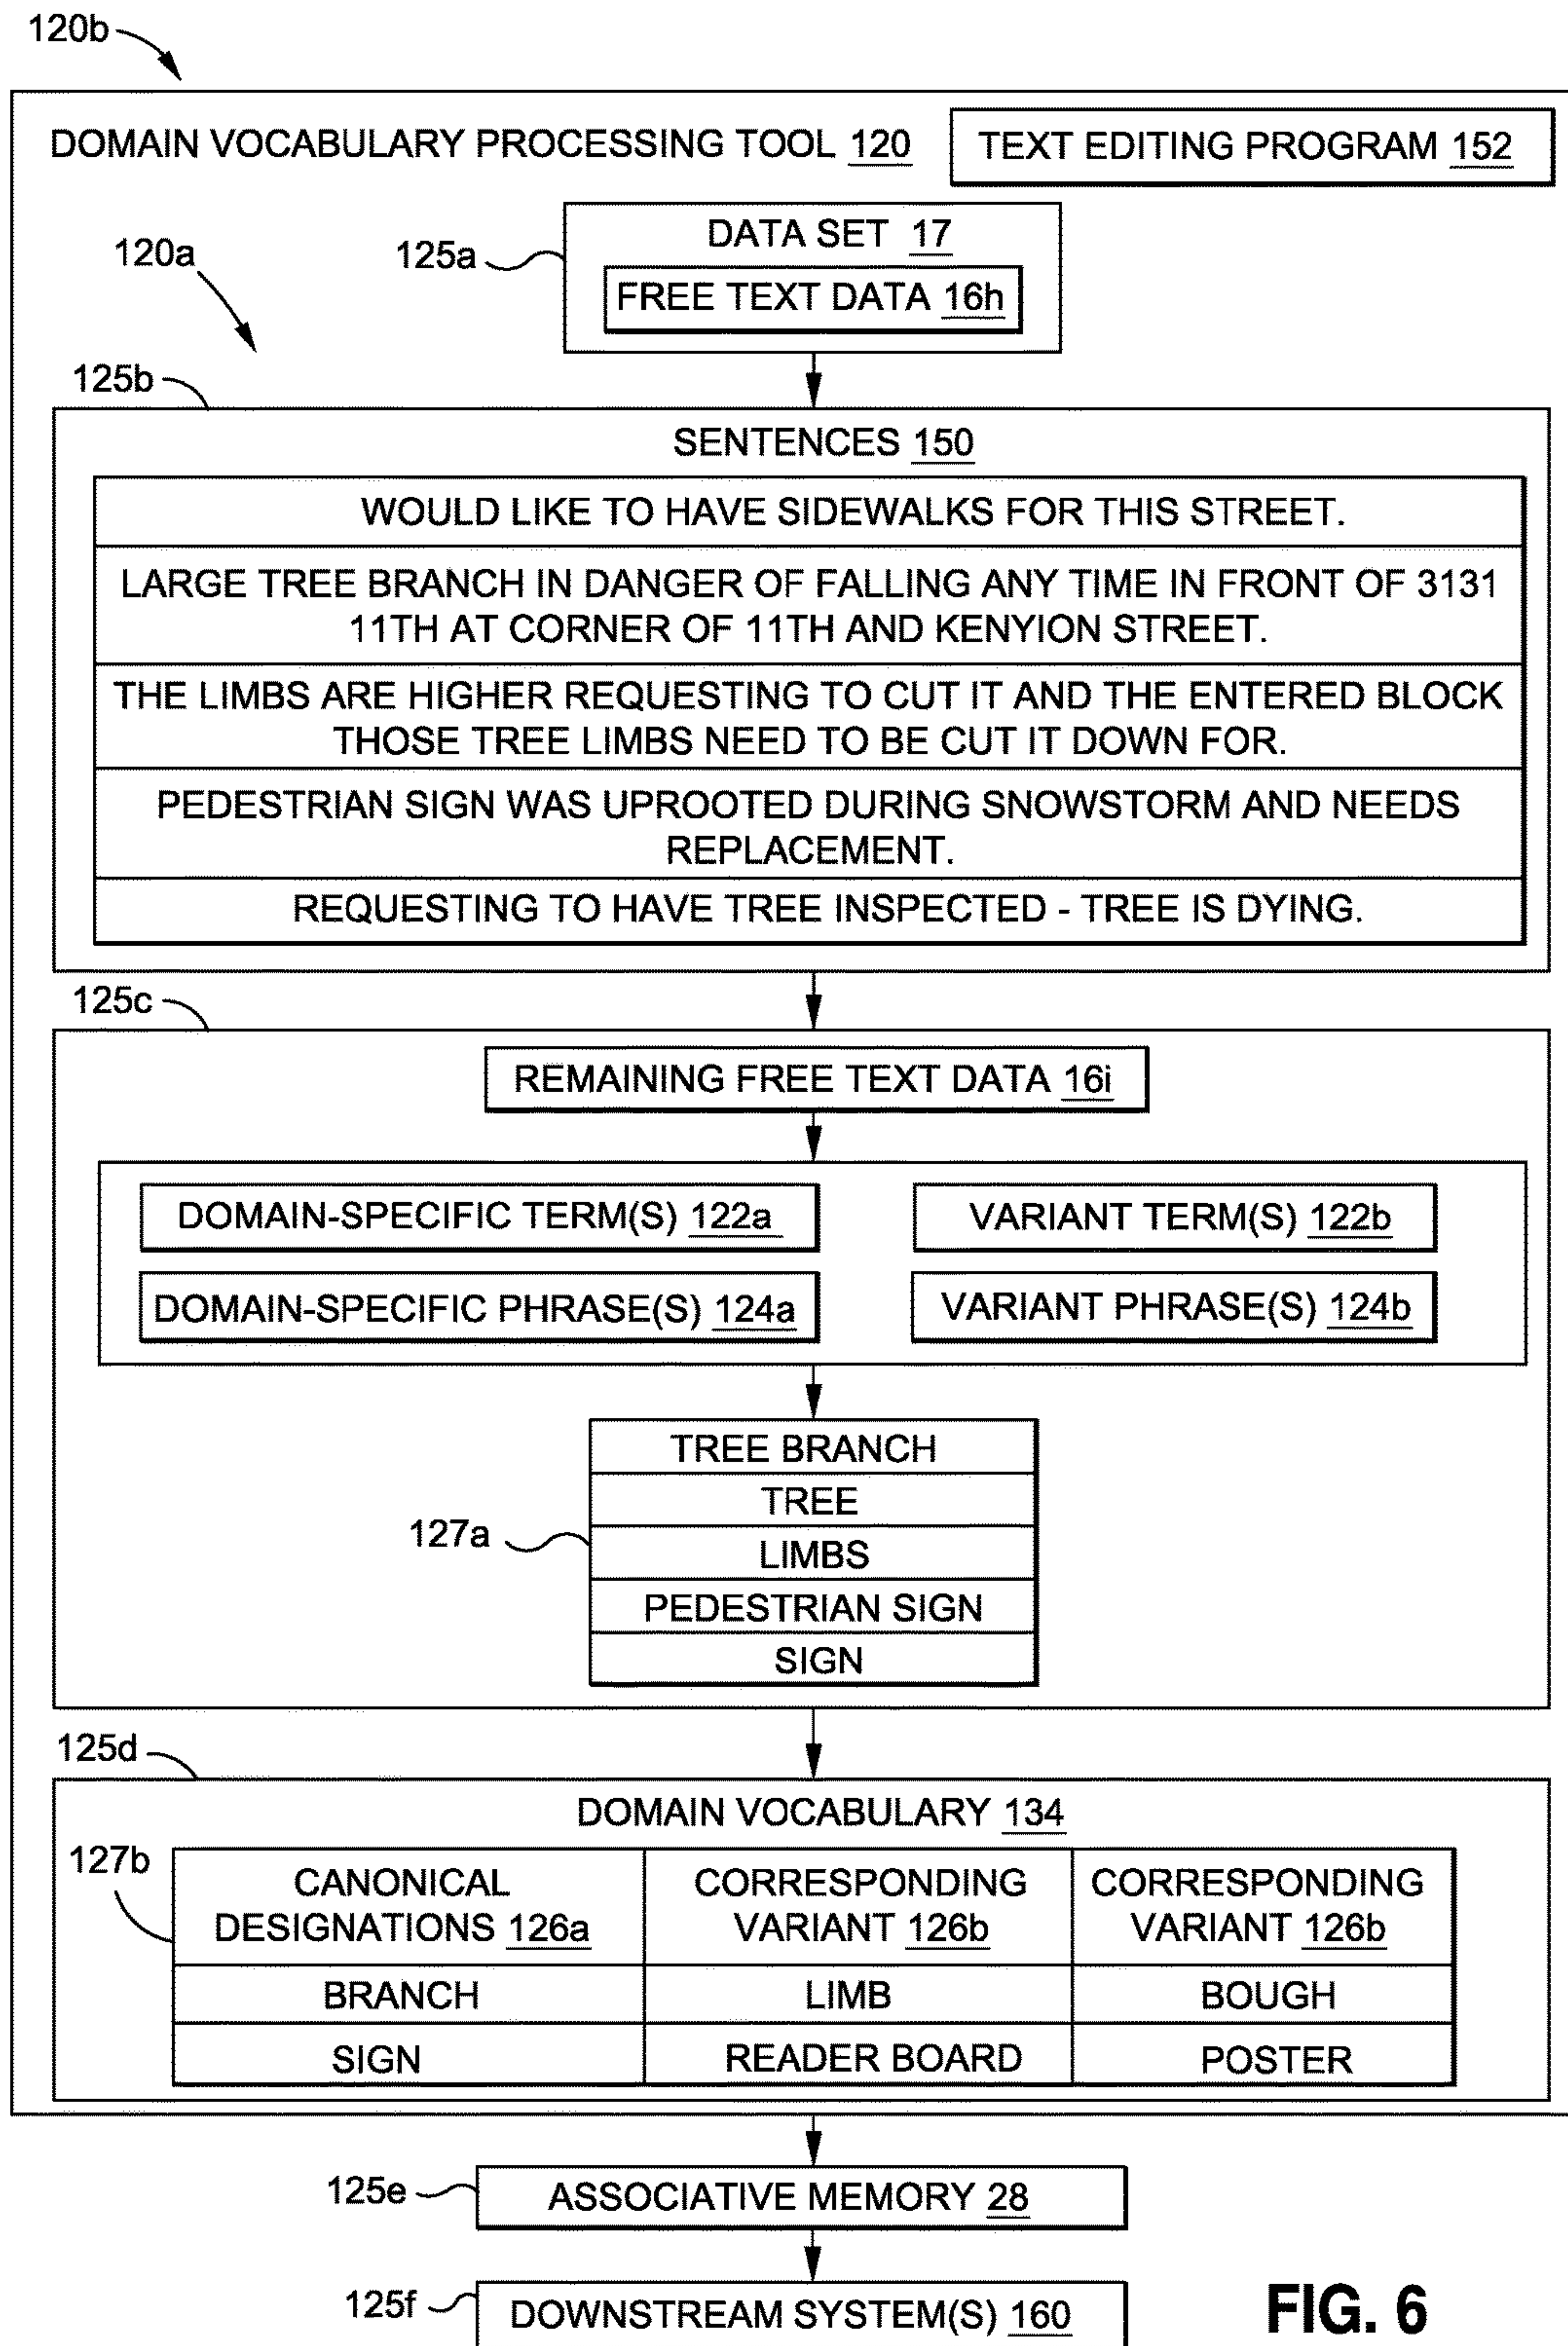 120b
DOMAIN VOCABULARY PROCESSING TOOL 120
TEXT EDITING PROGRAM 152
120a
125a
DATA SET 17
FREE TEXT DATA 16h
125b
SENTENCES 150
WOULD LIKE TO HAVE SIDEWALKS FOR THIS STREET.
LARGE TREE BRANCH IN DANGER OF FALLING ANY TIME IN FRONT OF 3131
11TH AT CORNER OF 11TH AND KENYION STREET.
THE LIMBS ARE HIGHER REQUESTING TO CUT IT AND THE ENTERED BLOCK
THOSE TREE LIMBS NEED TO BE CUT IT DOWN FOR.
PEDESTRIAN SIGN WAS UPROOTED DURING SNOWSTORM AND NEEDS
REPLACEMENT.
REQUESTING TO HAVE TREE INSPECTED - TREE IS DYING.
125c
REMAINING FREE TEXT DATA 16i
DOMAIN-SPECIFIC TERM(S) 122a
VARIANT TERM(S) 122b
DOMAIN-SPECIFIC PHRASE(S) 124a
VARIANT PHRASE(S) 124b
127a
TREE BRANCH
TREE
LIMBS
PEDESTRIAN SIGN
SIGN
125d
DOMAIN VOCABULARY 134
127b
CANONICAL
DESIGNATIONS 126a
CORRESPONDING
VARIANT 126b
CORRESPONDING
VARIANT 126b
BRANCH
LIMB
BOUGH
SIGN
READER BOARD
POSTER
125e
ASSOCIATIVE MEMORY 28
125f
DOWNSTREAM SYSTEM(S) 160
FIG. 6